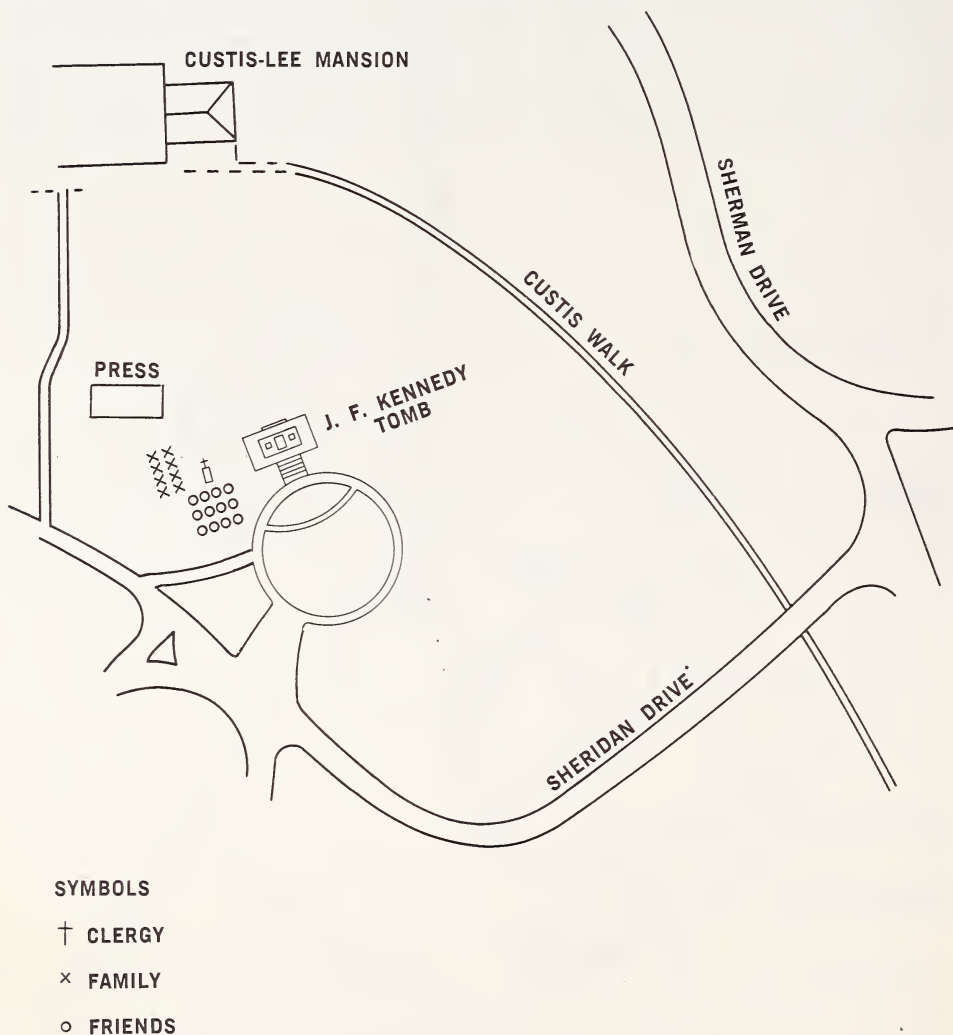 CUSTIS-LEE MANSION
SHERMAN DRIVE
CUSTIS WALK
PRESS
J. F. KENNEDY
TOMB
SHERIDAN DRIVE
SYMBOLS
† CLERGY
x FAMILY
o FRIENDS